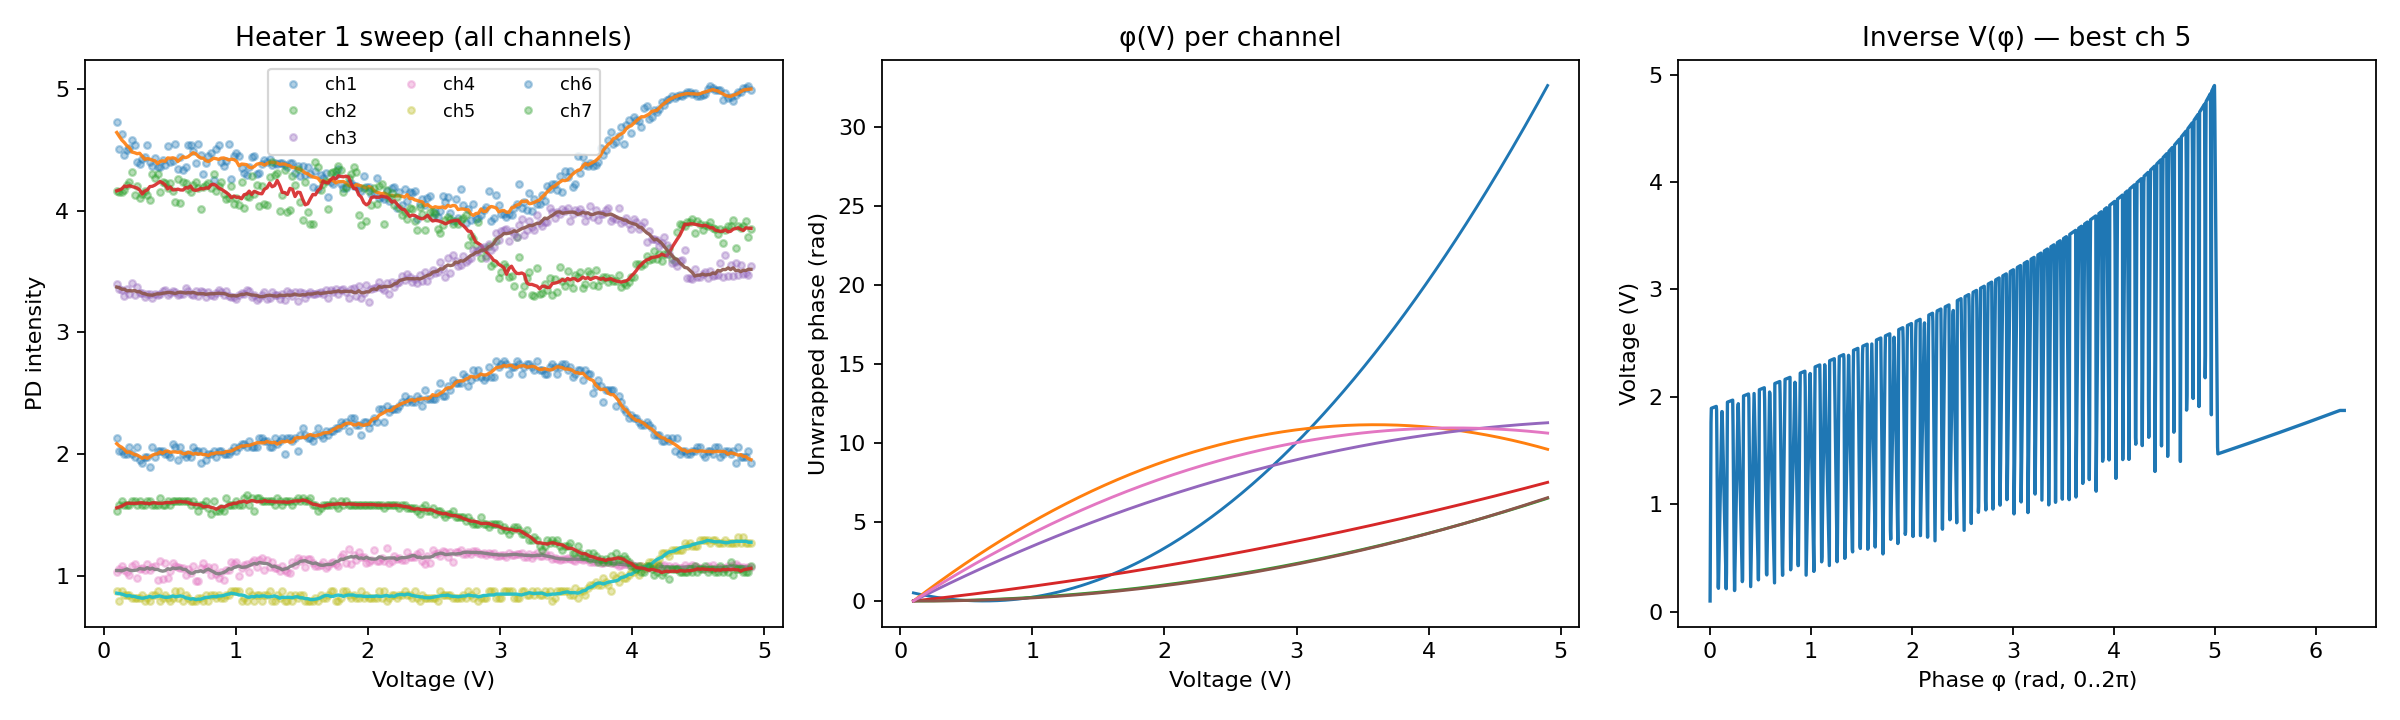 Heater 1 sweep (all channels)
PD intensity
5
4
3
2
1
ch1
ch2
ch3
ch4
ch5
ch6
ch7
0 1 2 3 4 5
Voltage (V)
φ(V) per channel
Unwrapped phase (rad)
30
25
20
15
10
5
0
0 1 2 3 4 5
Voltage (V)
Inverse V(φ) — best ch 5
Voltage (V)
5
4
3
2
1
0
0 1 2 3 4 5 6
Phase φ (rad, 0..2π)